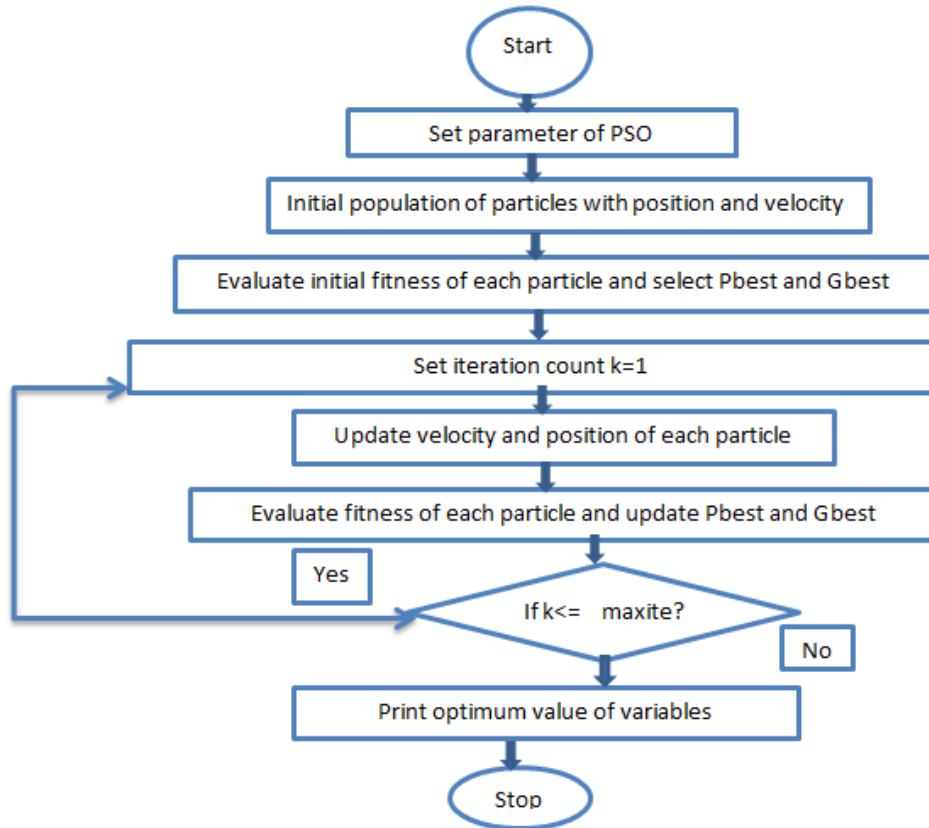 Start
Set parameter of PSO
Initial population of particles with position and velocity
Evaluate initial fitness of each particle and select Pbest and Gbest
Set iteration count k=1
Update velocity and position of each particle
Evaluate fitness of each particle and update Pbest and Gbest
Yes
If k<= maxite?
No
Print optimum value of variables
Stop